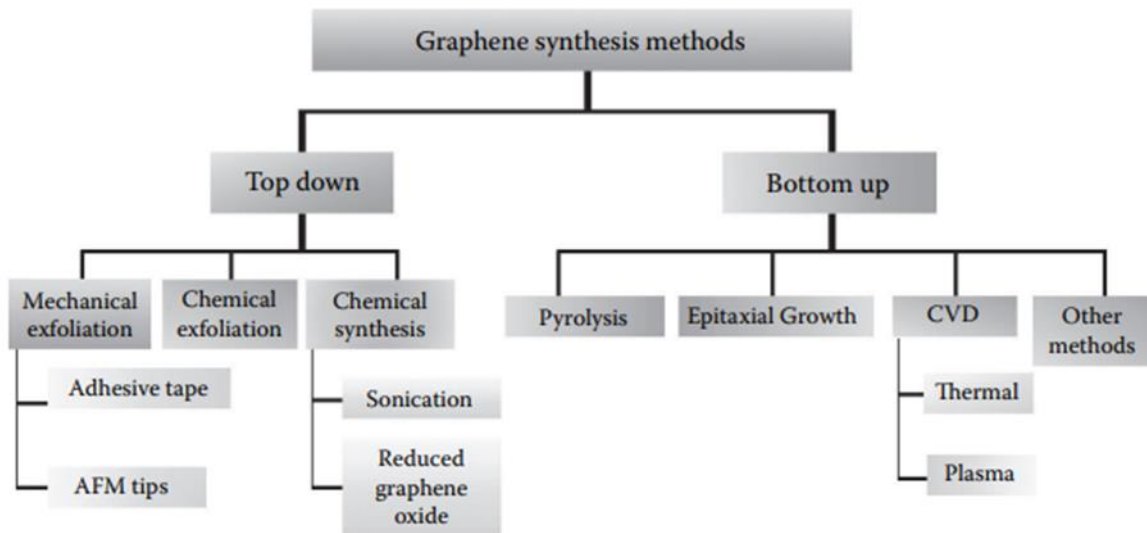 Graphene synthesis methods
Top down
Bottom up
Mechanical
exfoliation
Chemical
exfoliation
Chemical
synthesis
Pyrolysis
Epitaxial Growth
CVD
Other
methods
Adhesive tape
AFM tips
Sonication
Reduced
graphene
oxide
Thermal
Plasma